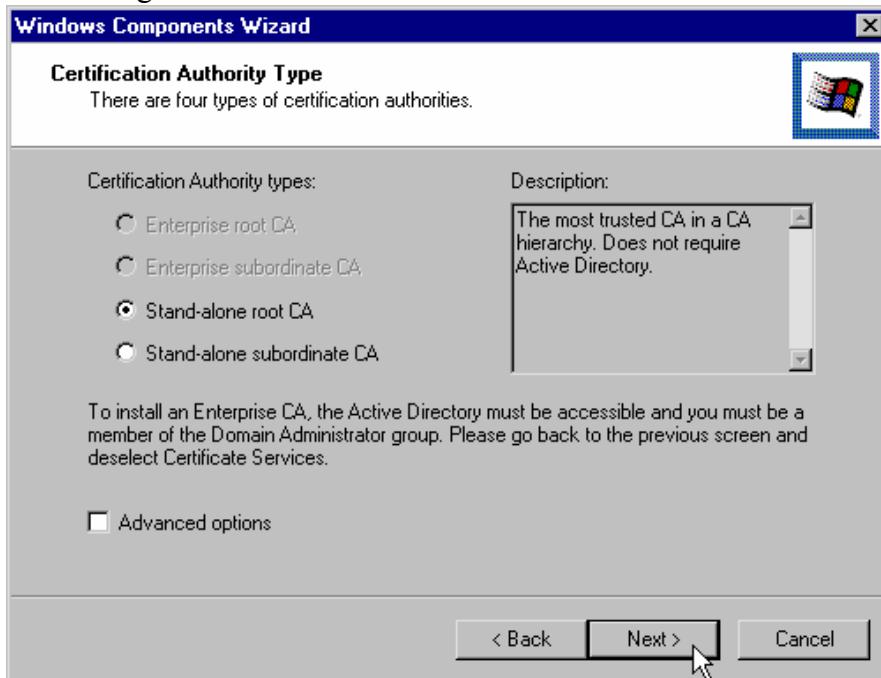 Windows Components Wizard
Certification Authority Type
There are four types of certification authorities.
Certification Authority types:
Description:
Enterprise root CA
Enterprise subordinate CA
Stand-alone root CA
Stand-alone subordinate CA
The most trusted CA in a CA
hierarchy. Does not require
Active Directory.
To install an Enterprise CA, the Active Directory must be accessible and you must be a
member of the Domain Administrator group. Please go back to the previous screen and
deselect Certificate Services.
Advanced options
< Back
Next >
Cancel